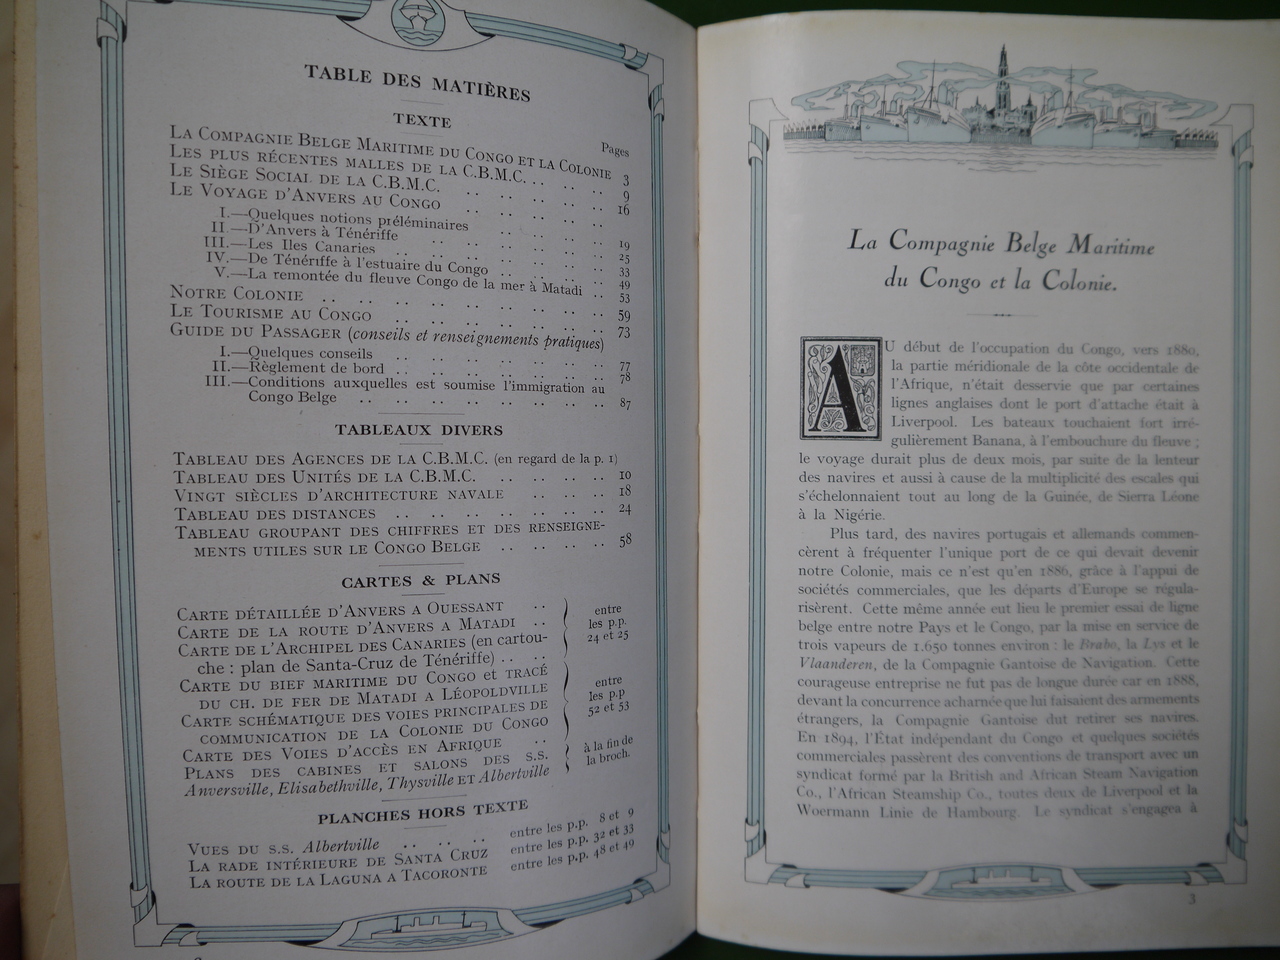 TABLE DES MATIÈRES
TEXTE
Pages
La Compagnie Belge Maritime du Congo et la Colonie 3
Les plus récentes malles de la C.B.M.C. .. .. .. 9
Le Siège Social de la C.B.M.C. .. .. .. .. .. 16
Le Voyage d'Anvers au Congo .. .. .. .. ..
I.—Quelques notions préléminaires .. .. .. .. 19
II.—D'Anvers à Ténériffe .. .. .. .. .. 25
III.—Les Iles Canaries .. .. .. .. .. .. 33
IV.—De Ténériffe à l'estuaire du Congo .. .. .. .. 49
V.—La remontée du fleuve Congo de la mer à Matadi .. 53
Notre Colonie .. .. .. .. .. .. .. .. 59
Le Tourisme au Congo .. .. .. .. .. .. 73
Guide du Passager (conseils et renseignements pratiques)
I.—Quelques conseils .. .. .. .. .. .. 77
II.—Règlement de bord .. .. .. .. .. .. 78
III.—Conditions auxquelles est soumise l'immigration au
Congo Belge .. .. .. .. .. .. .. 87
TABLEAUX DIVERS
Tableau des Agences de la C.B.M.C. (en regard de la p. 1)
Tableau des Unités de la C.B.M.C. .. .. .. .. 10
Vingt siècles d'architecture navale .. .. .. 18
Tableau des distances .. .. .. .. .. .. 24
Tableau groupant des chiffres et des renseigne-
ments utiles sur le Congo Belge .. .. .. .. 58
CARTES & PLANS
Carte détaillée d'Anvers a Ouessant ..
Carte de la route d'Anvers a Matadi ..
Carte de l'Archipel des Canaries (en cartou-
che : plan de Santa-Cruz de Ténériffe) .. ..
entre
les p.p.
24 et 25
Carte du bief maritime du Congo et tracé
du ch. de fer de Matadi a Léopoldville
Carte schématique des voies principales de
communication de la Colonie du Congo
entre
les p.p
52 et 53
Carte des Voies d'accès en Afrique ..
Plans des cabines et salons des s.s.
Anversville, Elisabethville, Thysville et Albertville
à la fin de
la broch.
PLANCHES HORS TEXTE
Vues du s.s. Albertville .. .. .. entre les p.p. 8 et 9
La rade intérieure de Santa Cruz entre les p.p. 32 et 33
La route de la Laguna a Tacoronte entre les p.p. 48 et 49
La Compagnie Belge Maritime
du Congo et la Colonie.
AU début de l'occupation du Congo, vers 1880,
la partie méridionale de la côte occidentale de
l'Afrique, n'était desservie que par certaines
lignes anglaises dont le port d'attache était à
Liverpool. Les bateaux touchaient fort irré-
gulièrement Banana, à l'embouchure du fleuve ;
le voyage durait plus de deux mois, par suite de la lenteur
des navires et aussi à cause de la multiplicité des escales qui
s'échelonnaient tout au long de la Guinée, de Sierra Léone
à la Nigérie.
Plus tard, des navires portugais et allemands commen-
cèrent à fréquenter l'unique port de ce qui devait devenir
notre Colonie, mais ce n'est qu'en 1886, grâce à l'appui de
sociétés commerciales, que les départs d'Europe se régula-
risèrent. Cette même année eut lieu le premier essai de ligne
belge entre notre Pays et le Congo, par la mise en service de
trois vapeurs de 1.650 tonnes environ : le Brabo, la Lys et le
Vlaanderen, de la Compagnie Gantoise de Navigation. Cette
courageuse entreprise ne fut pas de longue durée car en 1888,
devant la concurrence acharnée que lui faisaient des armements
étrangers, la Compagnie Gantoise dut retirer ses navires.
En 1894, l'État indépendant du Congo et quelques sociétés
commerciales passèrent des conventions de transport avec un
syndicat formé par la British and African Steam Navigation
Co., l'African Steamship Co., toutes deux de Liverpool et la
Woermann Linie de Hambourg. Le syndicat s'engagea à
3